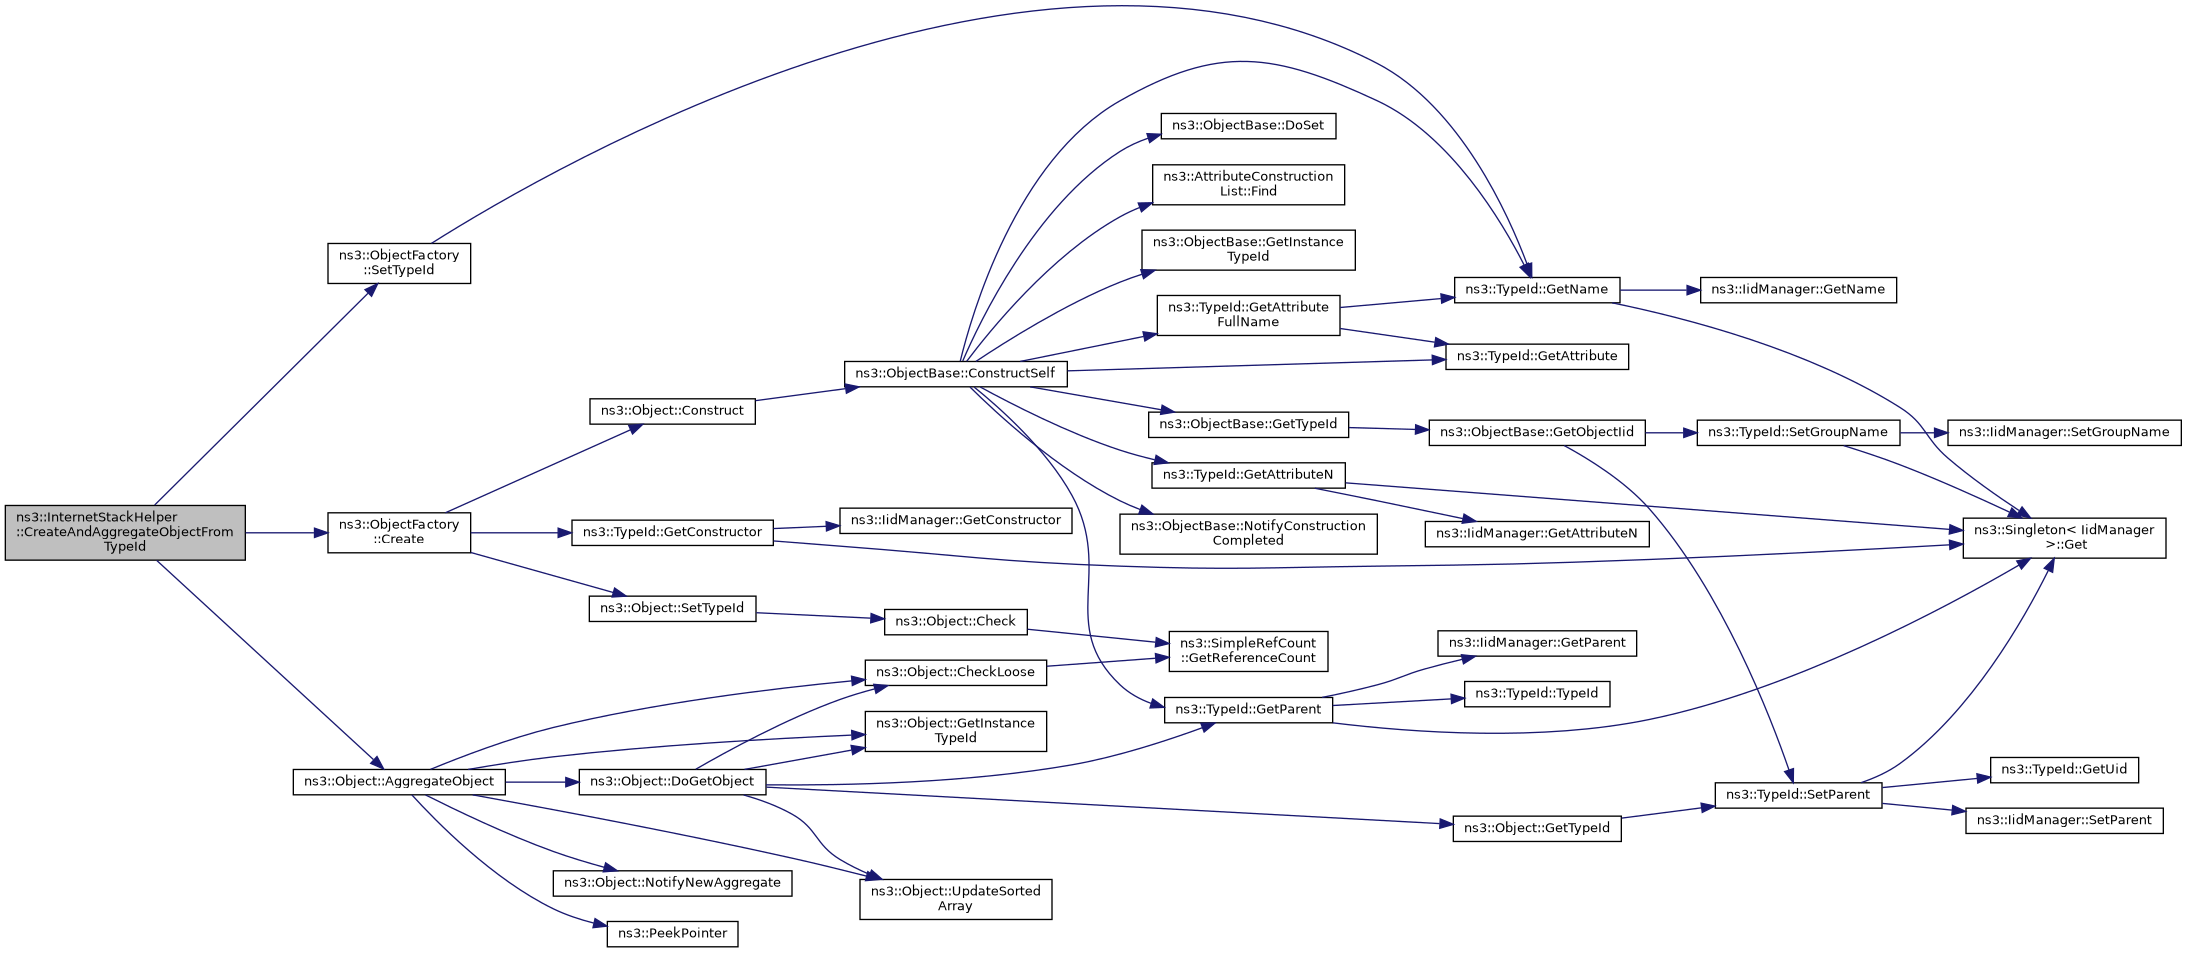 ns3::InternetStackHelper
::CreateAndAggregateObjectFrom
TypeId
ns3::ObjectFactory
::SetTypeId
ns3::ObjectFactory
::Create
ns3::Object::AggregateObject
ns3::Object::Construct
ns3::TypeId::GetConstructor
ns3::Object::SetTypeId
ns3::Object::DoGetObject
ns3::Object::NotifyNewAggregate
ns3::PeekPointer
ns3::ObjectBase::ConstructSelf
ns3::IidManager::GetConstructor
ns3::Object::Check
ns3::Object::CheckLoose
ns3::Object::GetInstance
TypeId
ns3::Object::UpdateSorted
Array
ns3::ObjectBase::DoSet
ns3::AttributeConstruction
List::Find
ns3::ObjectBase::GetInstance
TypeId
ns3::TypeId::GetAttribute
FullName
ns3::ObjectBase::GetTypeId
ns3::TypeId::GetAttributeN
ns3::ObjectBase::NotifyConstruction
Completed
ns3::SimpleRefCount
::GetReferenceCount
ns3::TypeId::GetParent
ns3::TypeId::GetName
ns3::TypeId::GetAttribute
ns3::ObjectBase::GetObjectIid
ns3::IidManager::GetAttributeN
ns3::IidManager::GetParent
ns3::TypeId::TypeId
ns3::Object::GetTypeId
ns3::IidManager::GetName
ns3::TypeId::SetGroupName
ns3::TypeId::SetParent
ns3::IidManager::SetGroupName
ns3::Singleton< IidManager
>::Get
ns3::TypeId::GetUid
ns3::IidManager::SetParent